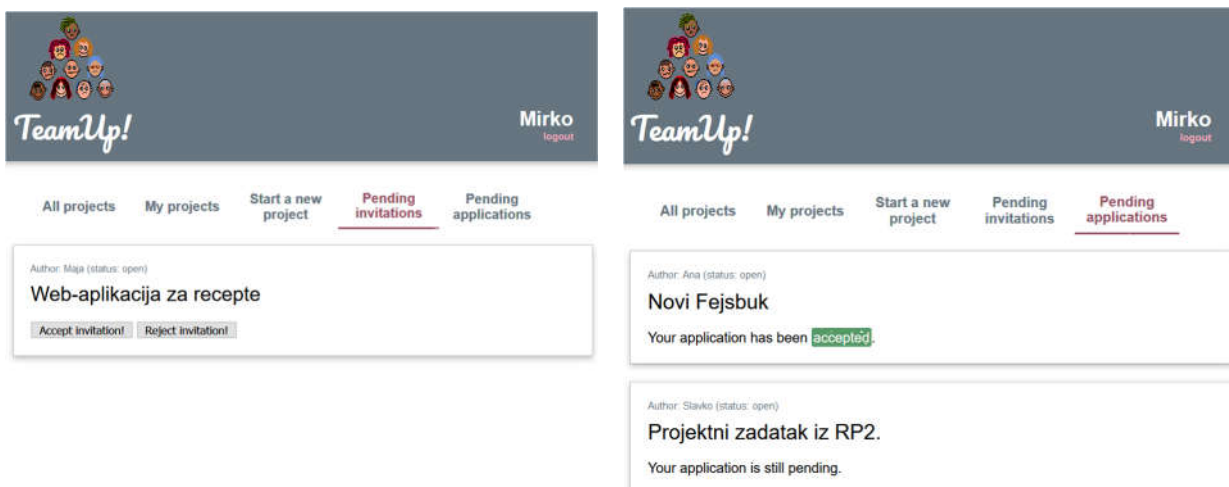 TeamUp!
Mirko
logout
All projects
My projects
Start a new
project
Pending
invitations
Pending
applications
Author: Maja (status: open)
Web-aplikacija za recepte
Accept invitation!
Reject invitation!
TeamUp!
Mirko
logout
All projects
My projects
Start a new
project
Pending
invitations
Pending
applications
Author: Ana (status: open)
Novi Fejsbuk
Your application has been accepted.
Author: Slavko (status: open)
Projektni zadatak iz RP2.
Your application is still pending.